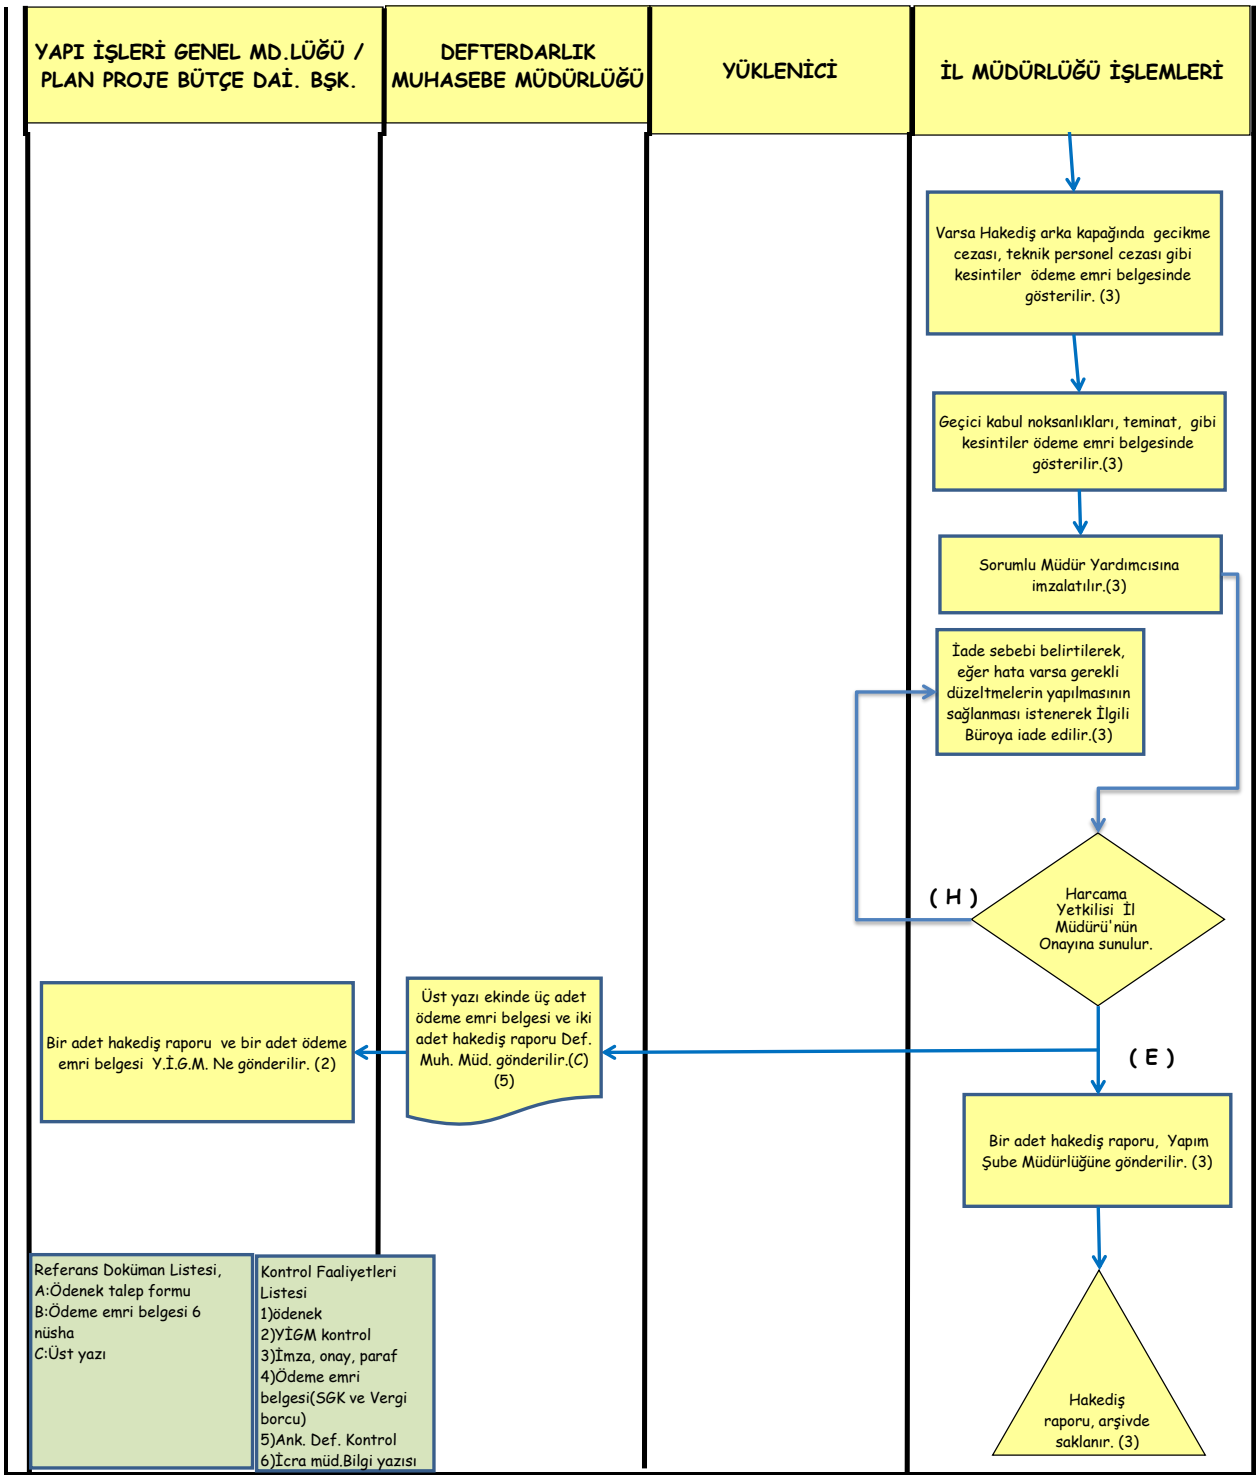 YAPI İŞLERİ GENEL MD.LÜĞÜ /
PLAN PROJE BÜTÇE DAİ. BŞK.
DEFTERDARLIK
MUHASEBE MÜDÜRLÜĞÜ
YÜKLENİCİ
İL MÜDÜRLÜĞÜ İŞLEMLERİ
Varsa Hakediş arka kapağında gecikme
cezası, teknik personel cezası gibi
kesintiler ödeme emri belgesinde
gösterilir. (3)
Geçici kabul noksanlıkları, teminat, gibi
kesintiler ödeme emri belgesinde
gösterilir.(3)
Sorumlu Müdür Yardımcısına
imzalatılır.(3)
İade sebebi belirtilerek,
eğer hata varsa gerekli
düzeltmelerin yapılmasının
sağlanması istenerek İlgili
Büroya iade edilir.(3)
( H )
Harcama
Yetkilisi İl
Müdürü'nün
Onayına sunulur.
( E )
Üst yazı ekinde üç adet
ödeme emri belgesi ve iki
adet hakediş raporu Def.
Muh. Müd. gönderilir.(C)
(5)
Bir adet hakediş raporu ve bir adet ödeme
emri belgesi Y.İ.G.M. Ne gönderilir. (2)
Bir adet hakediş raporu, Yapım
Şube Müdürlüğüne gönderilir. (3)
Hakediş
raporu, arşivde
saklanır. (3)
Referans Doküman Listesi,
A:Ödenek talep formu
B:Ödeme emri belgesi 6
nüsha
C:Üst yazı
Kontrol Faaliyetleri
Listesi
1)ödenek
2)YİGM kontrol
3)İmza, onay, paraf
4)Ödeme emri
belgesi(SGK ve Vergi
borcu)
5)Ank. Def. Kontrol
6)İcra müd.Bilgi yazısı